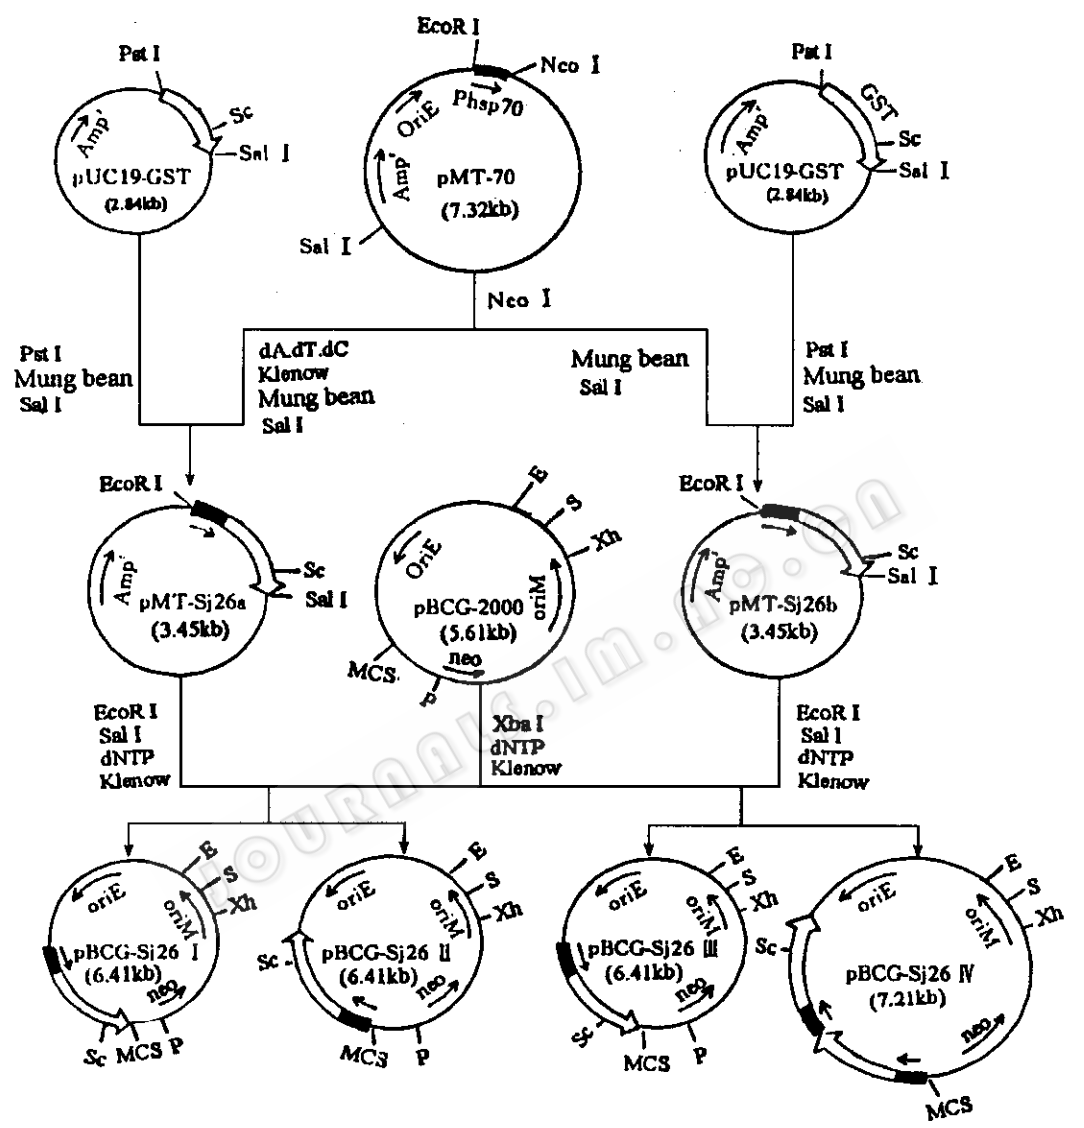 EcoR I
Pst I
Nco I
Pst I
Sc
Amp^r
OriE
Phsp70
GST
Sc
Sal I
pUC19-GST
(2.84kb)
Amp^r
pMT-70
(7.32kb)
Sal I
Amp^r
pUC19-GST
(2.84kb)
Sal I
Nco I
Pst I
Mung bean
Sal I
dA.dT.dC
Klenow
Mung bean
Sal I
Mung bean
Sal I
Pst I
Mung bean
Sal I
EcoR I
Amp^r
Sc
Sal I
pMT-Sj26a
(3.45kb)
E
S
Xh
OriE
oriM
pBCG-2000
(5.61kb)
neo
MCS
P
EcoR I
Amp^r
Sc
Sal I
pMT-Sj26b
(3.45kb)
EcoR I
Sal I
dNTP
Klenow
Xba I
dNTP
Klenow
EcoR I
Sal I
dNTP
Klenow
E
S
Xh
oriE
oriM
pBCG-Sj26 I
(6.41kb)
neo
Sc
MCS
P
E
S
Xh
oriE
oriM
Sc
pBCG-Sj26 II
(6.41kb)
neo
MCS
P
E
S
Xh
oriE
oriM
pBCG-Sj26 III
(6.41kb)
neo
Sc
MCS
P
E
S
Xh
oriE
oriM
Sc
pBCG-Sj26 IV
(7.21kb)
neo
MCS
journals.im.ac.cn